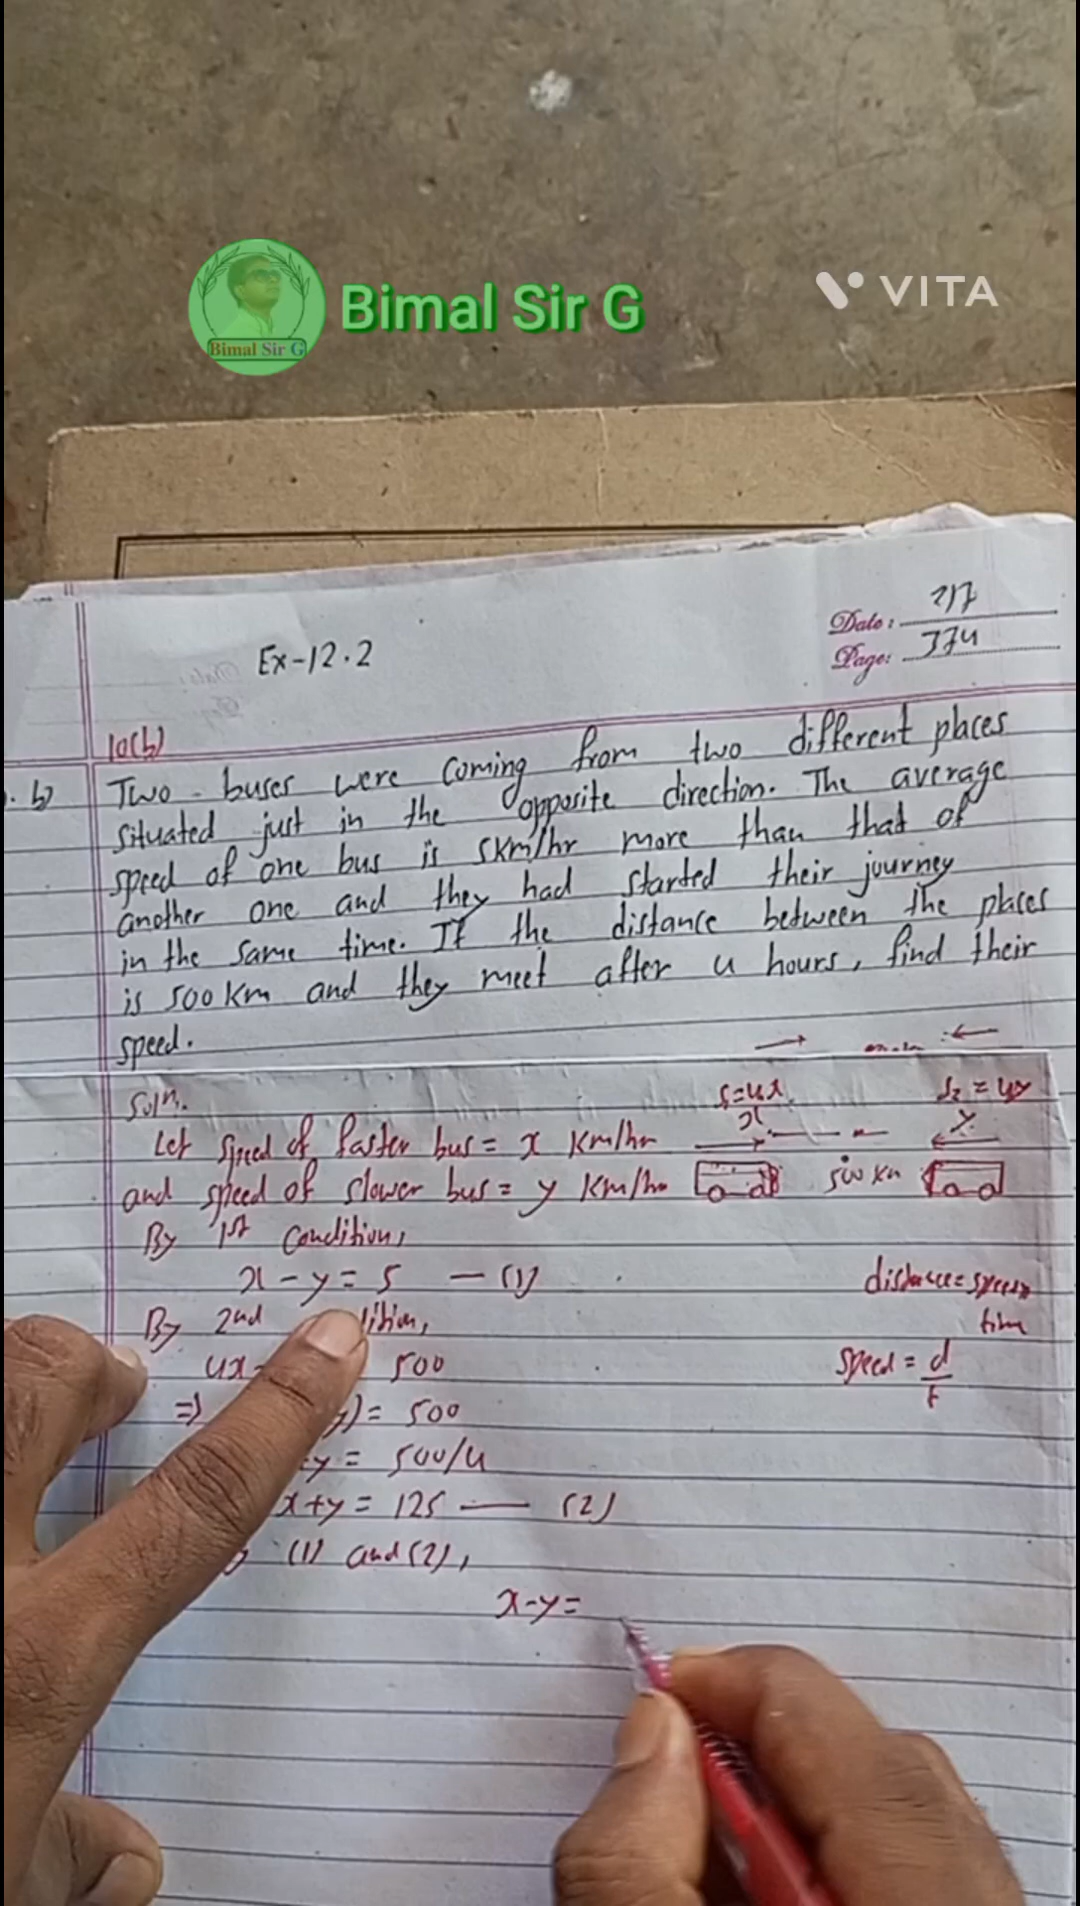 Bimal Sir G
VITA
Bimal Sir G
Date: 217
Page: 374
Ex-12.2
10(b)
b) Two buses were coming from two different places
situated just in the opposite direction. The average
speed of one bus is 5km/hr more than that of
another one and they had started their journey
in the same time. If the distance between the places
is 500 km and they meet after 4 hours, find their
speed.
Soln.
s=4x
s2 = 4y
Let speed of faster bus = x km/hr
x
y
and speed of slower bus = y km/hr
500 km
By 1st condition,
x - y = 5 — (1)
distance = speed x
time
By 2nd
4x
500
speed = d/t
=> y) = 500
+y = 500/4
x+y = 125 — (2)
(1) and (2),
x-y=